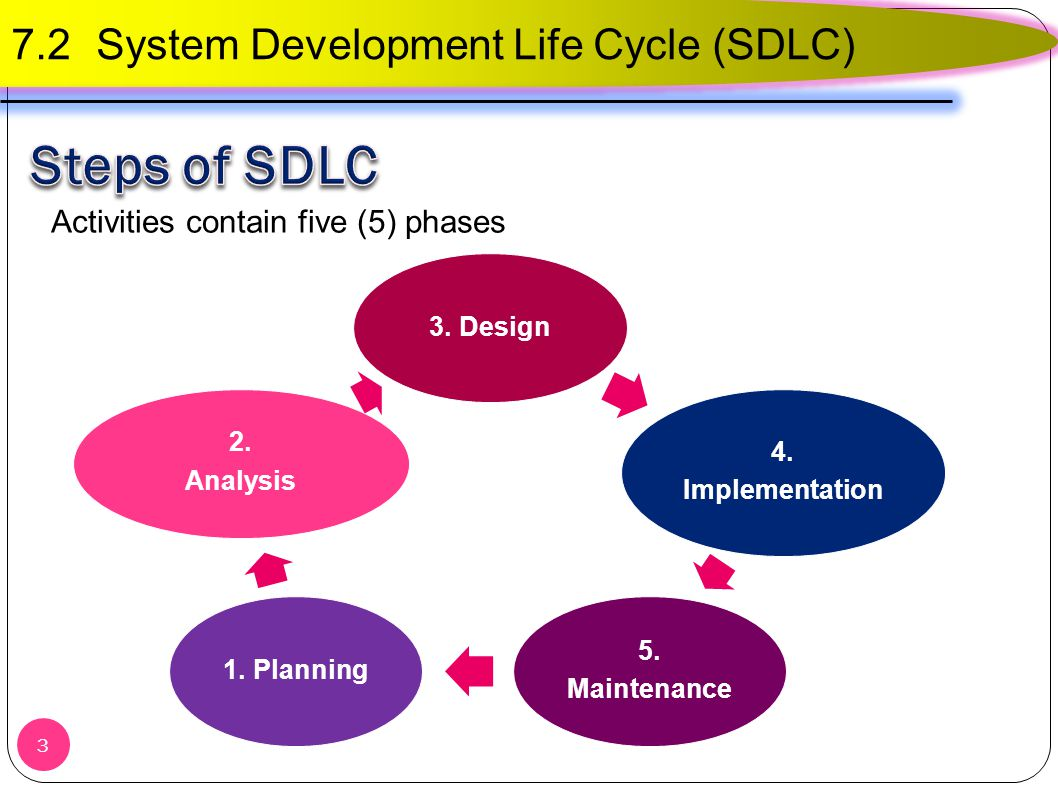 7.2 System Development Life Cycle (SDLC)
Steps of SDLC
Activities contain five (5) phases
3. Design
2.
Analysis
4.
Implementation
1. Planning
5.
Maintenance
3